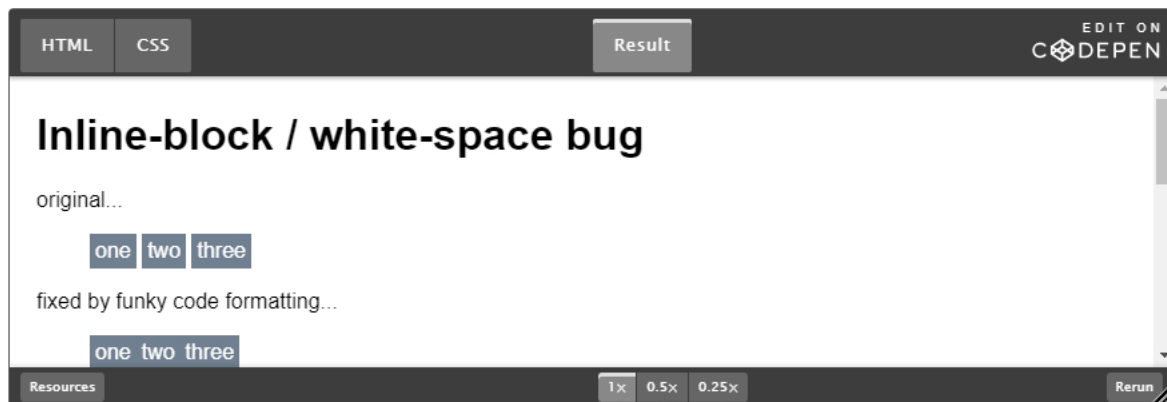 HTML CSS Result EDIT ON
CODEPEN
Inline-block / white-space bug
original...
one two three
fixed by funky code formatting...
one two three
Resources 1× 0.5× 0.25× Rerun